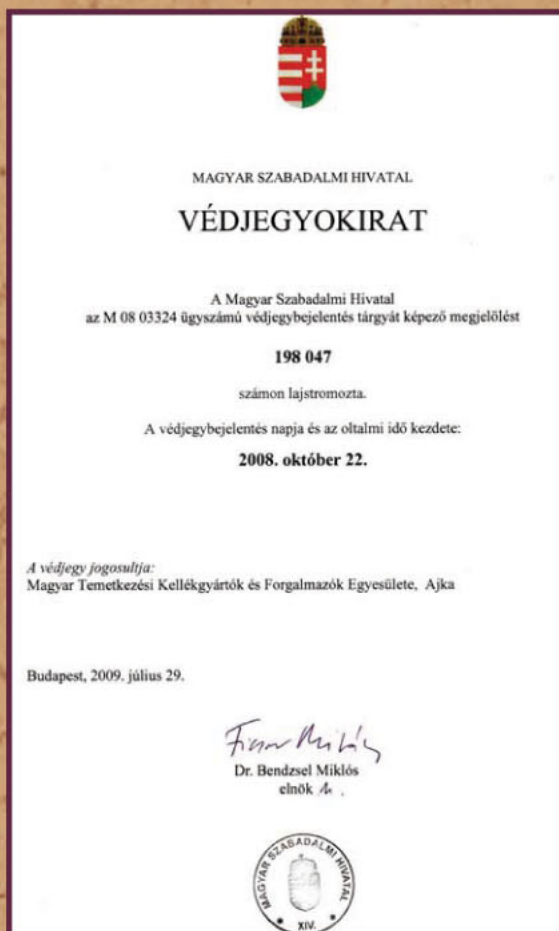 MAGYAR SZABADALMI HIVATAL
VÉDJEGYOKIRAT
A Magyar Szabadalmi Hivatal
az M 08 03324 ügyszámú védjegybejelentés tárgyát képező megjelölést
198 047
számon lajstromozta.
A védjegybejelentés napja és az oltalmi idő kezdete:
2008. október 22.
A védjegy jogosultja:
Magyar Temetkezési Kellékgyártók és Forgalmazók Egyesülete, Ajka
Budapest, 2009. július 29.
Dr. Bendzsel Miklós
elnök
MAGYAR SZABADALMI HIVATAL
XIV.